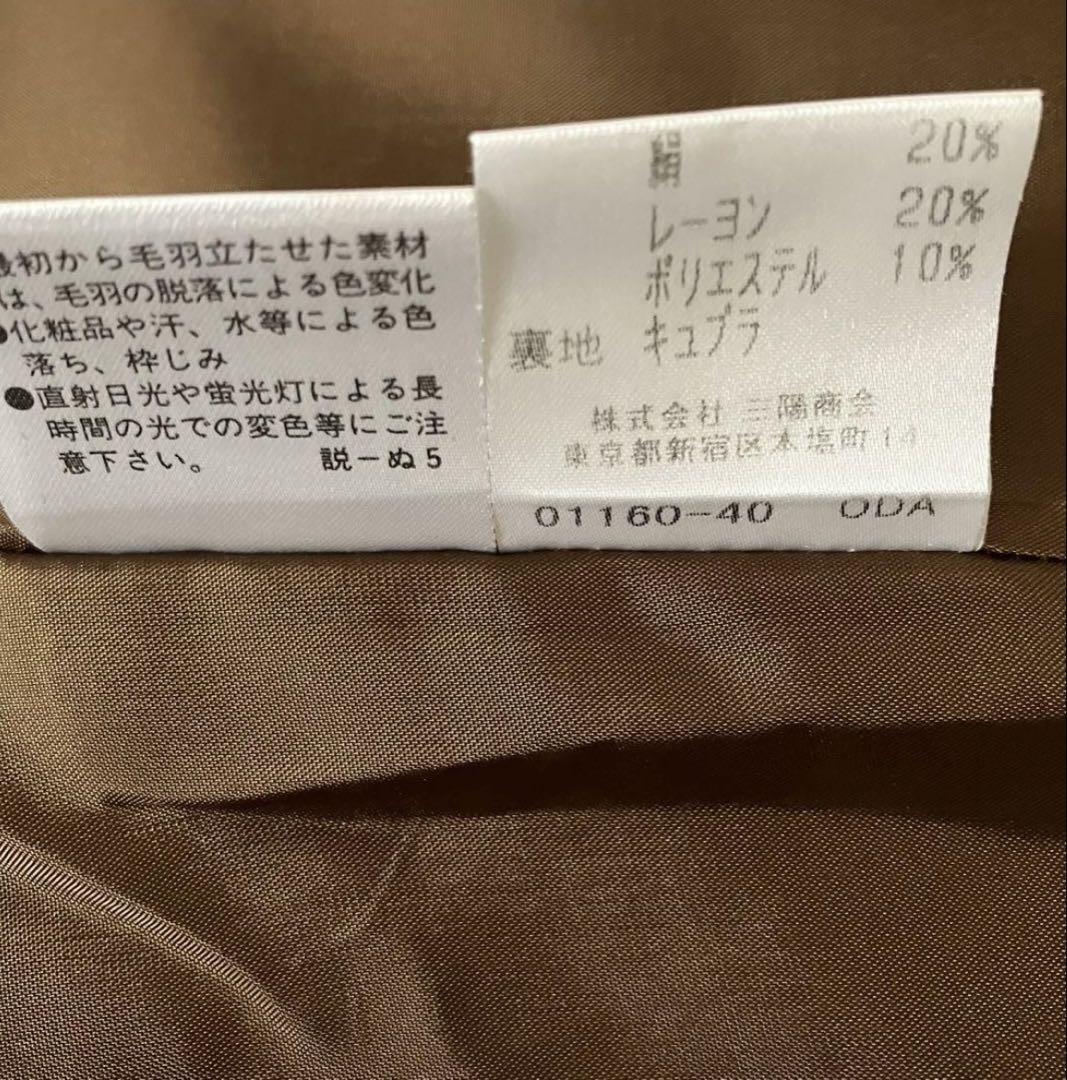 最初から毛羽立たせた素材
は、毛羽の脱落による色変化
●化粧品や汗、水等による色
落ち、枠じみ
●直射日光や蛍光灯による長
時間の光での変色等にご注
意下さい。 説ーぬ5
20%
レーヨン 20%
ポリエステル 10%
裏地 キュプラ
株式会社 三陽商会
東京都新宿区本塩町14
01160-40 ODA